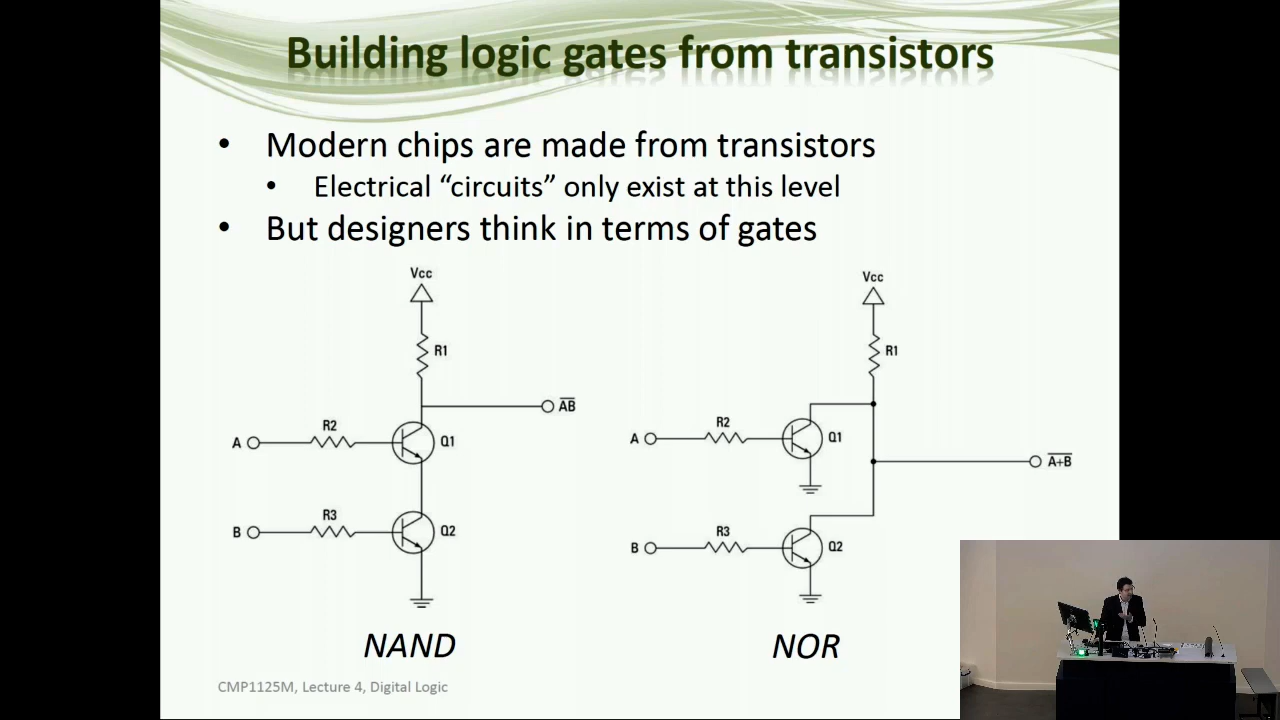 Building logic gates from transistors
• Modern chips are made from transistors
• Electrical “circuits” only exist at this level
• But designers think in terms of gates
Vcc
R1
A̅B̅
A
R2
Q1
B
R3
Q2
NAND
Vcc
R1
A
R2
Q1
A̅+̅B̅
B
R3
Q2
NOR
CMP1125M, Lecture 4, Digital Logic